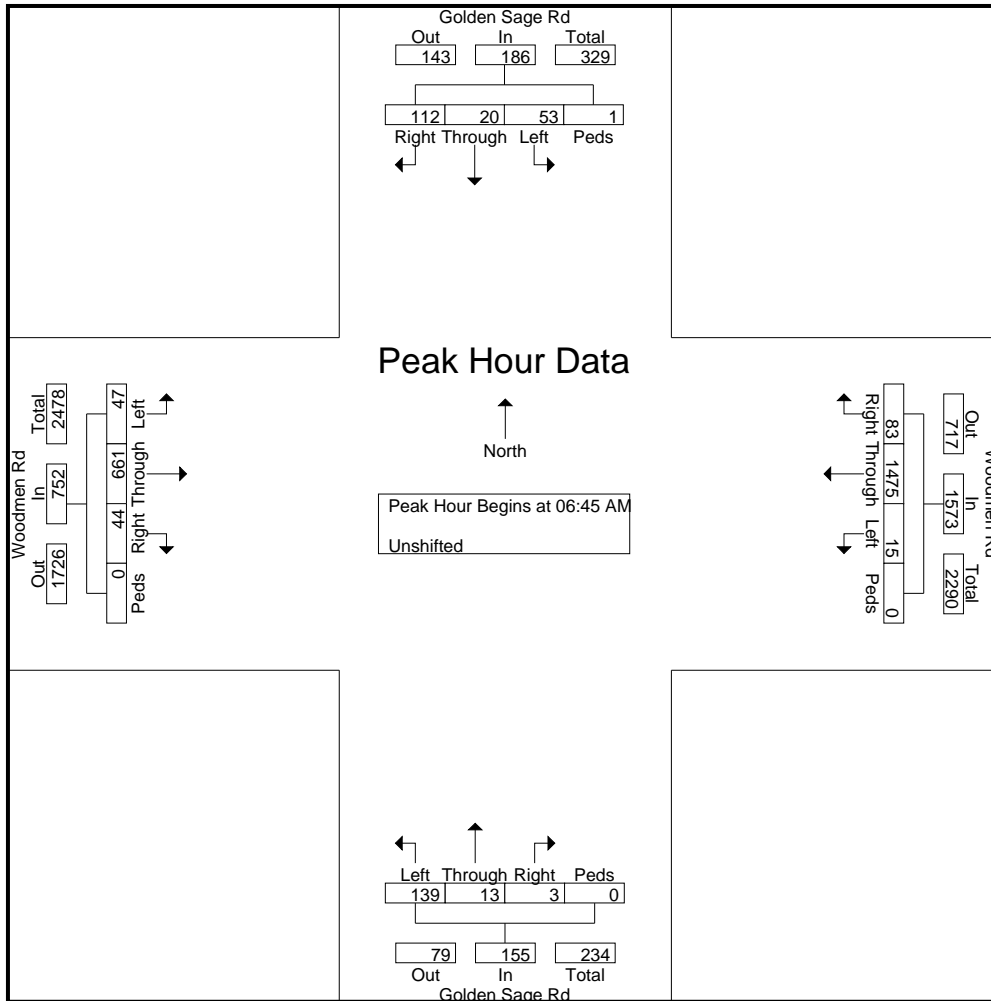 Golden Sage Rd
Out In Total
143 186 329
112 20 53 1
Right Through Left Peds
Peak Hour Data
North
Peak Hour Begins at 06:45 AM
Unshifted
Woodmen Rd
Total In Out
2478 752 1726
47 661 44 0
Left Through Right Peds
Woodmen Rd
Out In Total
717 1573 2290
83 1475 15 0
Right Through Left Peds
Left Through Right Peds
139 13 3 0
79 155 234
Out In Total
Golden Sage Rd